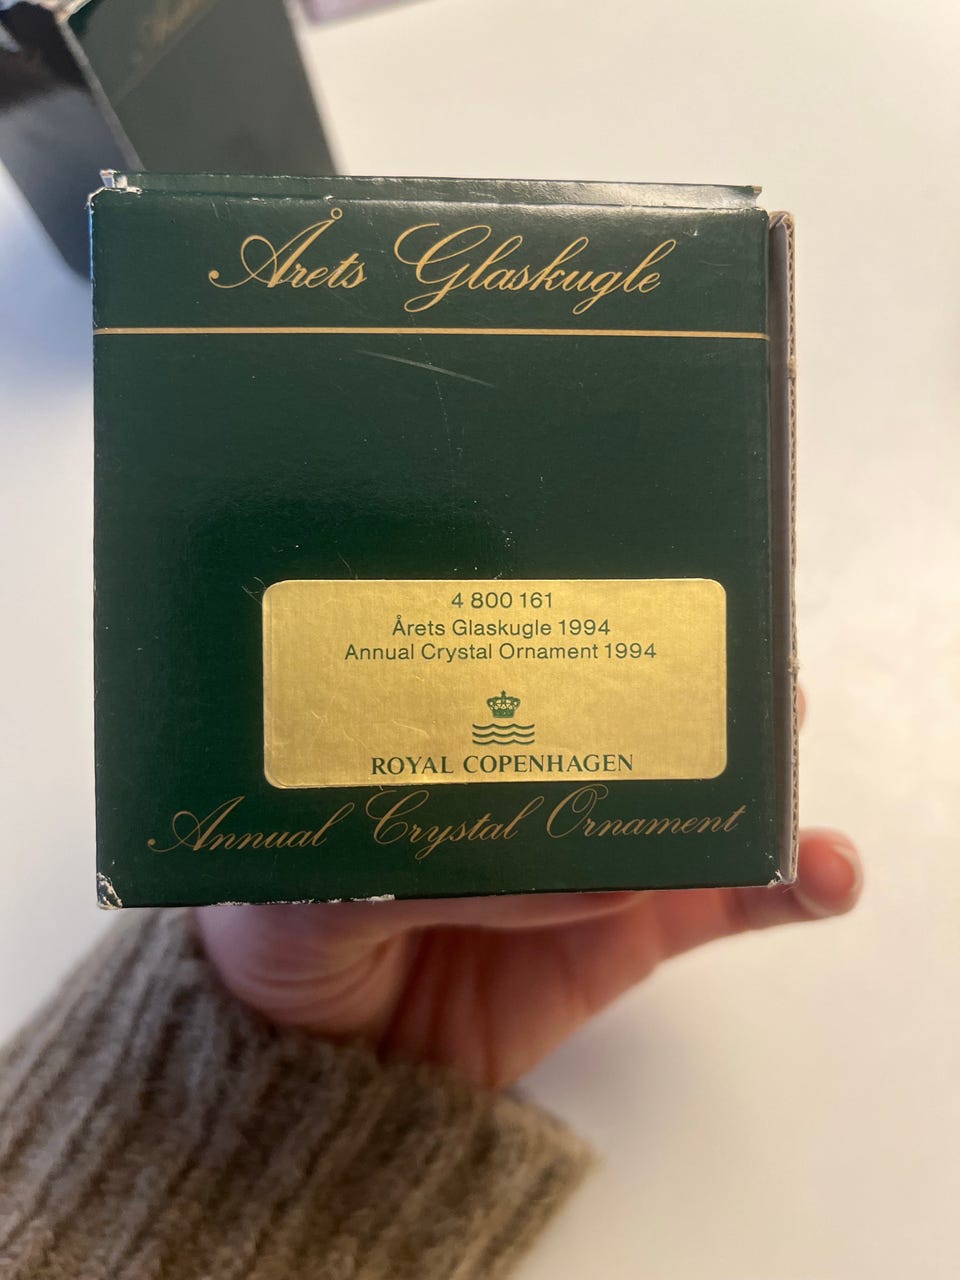 Årets Glaskugle
4 800 161
Årets Glaskugle 1994
Annual Crystal Ornament 1994
ROYAL COPENHAGEN
Annual Crystal Ornament